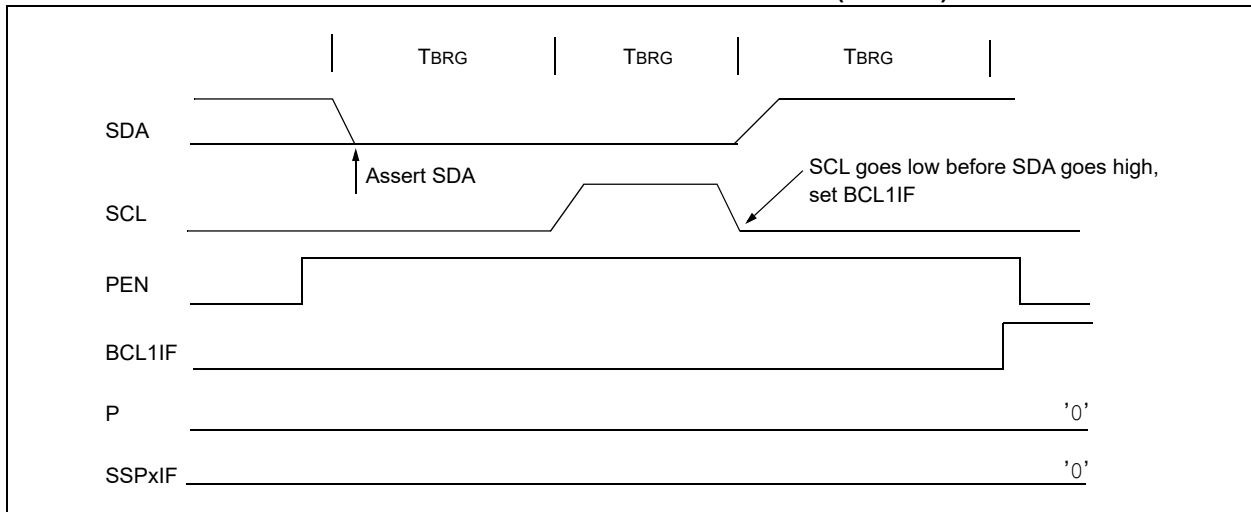 TBRG TBRG TBRG
SDA
Assert SDA
SCL goes low before SDA goes high,
set BCL1IF
SCL
PEN
BCL1IF
P '0'
SSPxIF '0'